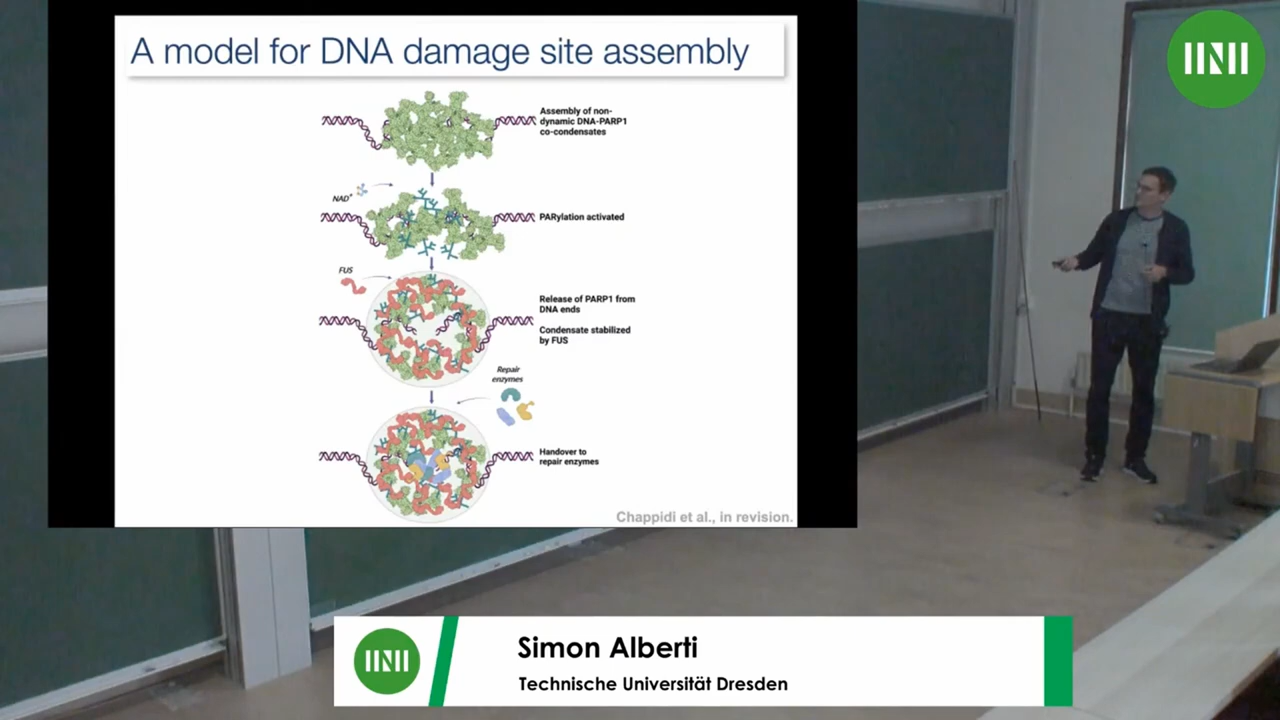 A model for DNA damage site assembly
Assembly of non-
dynamic DNA-PARP1
co-condensates
NAD+
PARylation activated
FUS
Release of PARP1 from
DNA ends
Condensate stabilized
by FUS
Repair
enzymes
Handover to
repair enzymes
Chappidi et al., in revision.
Simon Alberti
Technische Universität Dresden